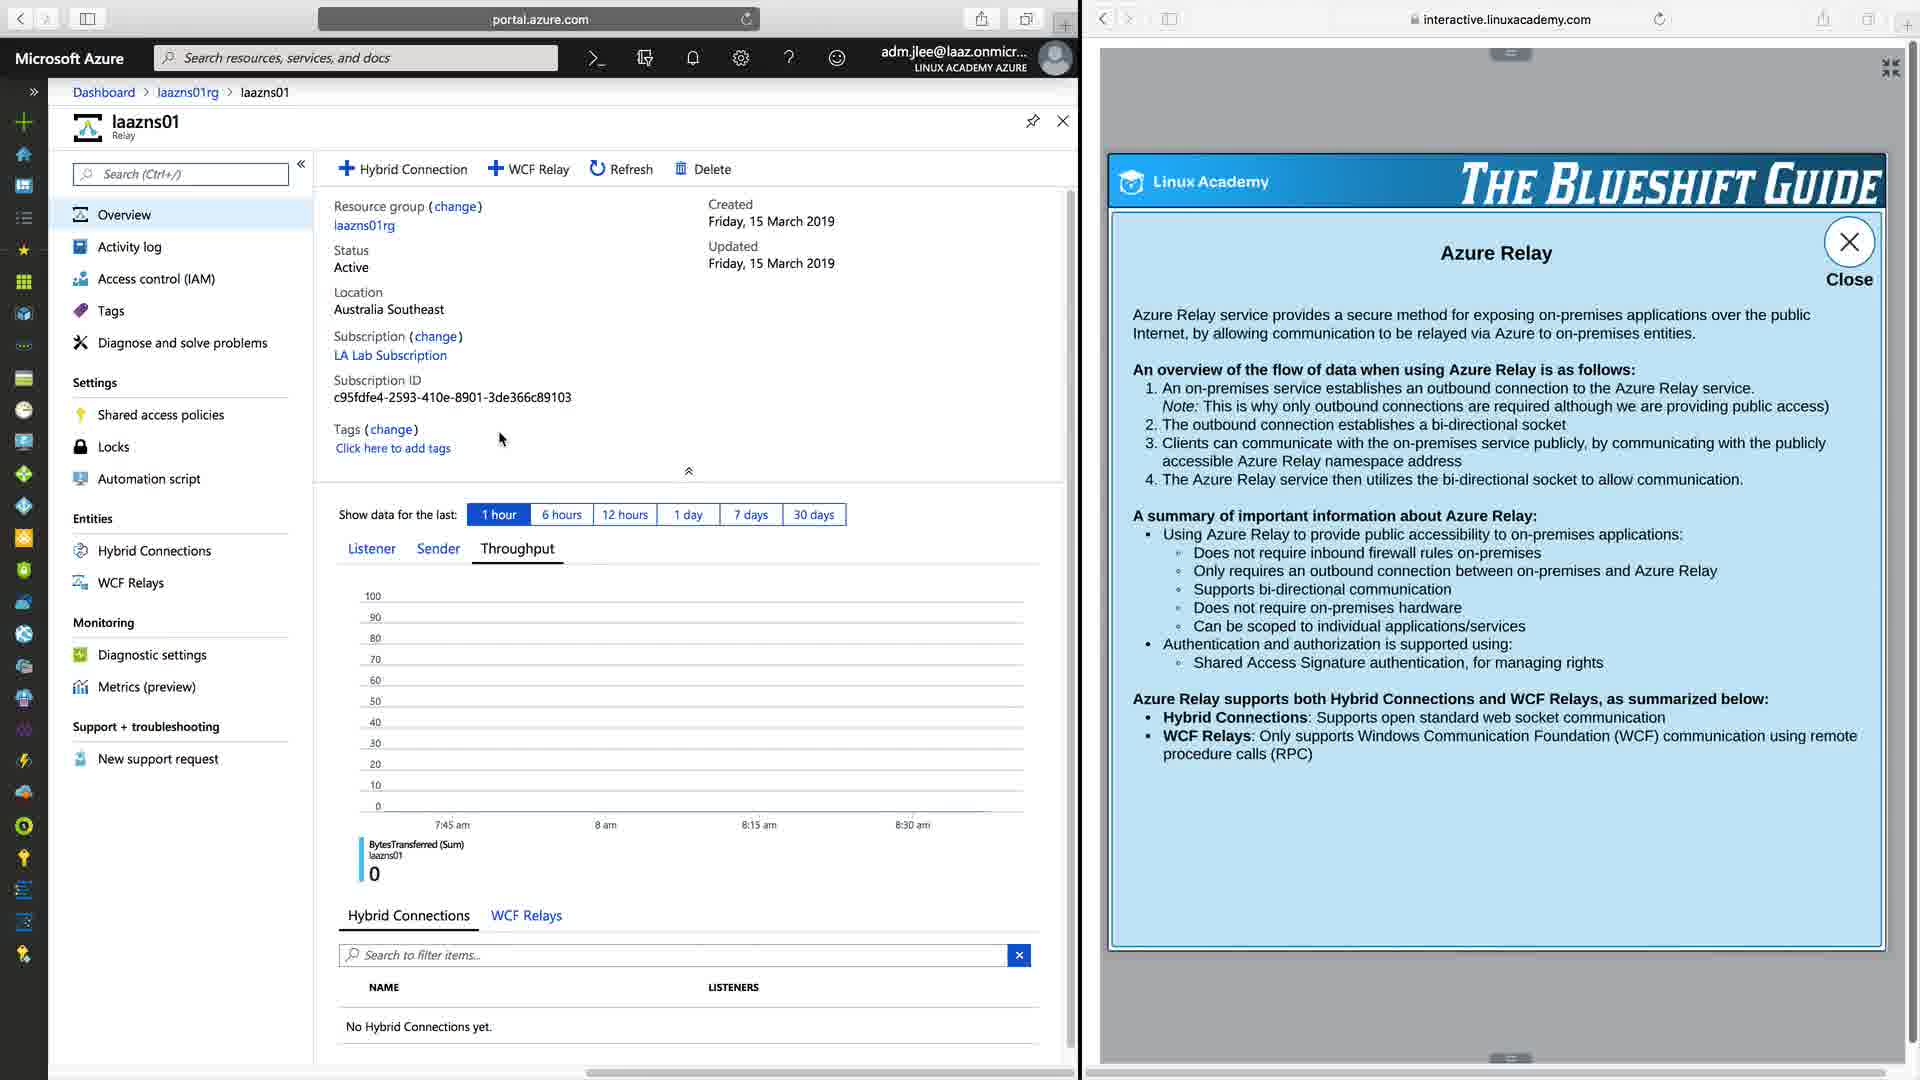 portal.azure.com
Microsoft Azure
Search resources, services, and docs
adm.jlee@laaz.onmicr...
LINUX ACADEMY AZURE
Dashboard > laazns01rg > laazns01
laazns01
Relay
Search (Ctrl+/)
Overview
Activity log
Access control (IAM)
Tags
Diagnose and solve problems
Settings
Shared access policies
Locks
Automation script
Entities
Hybrid Connections
WCF Relays
Monitoring
Diagnostic settings
Metrics (preview)
Support + troubleshooting
New support request
Hybrid Connection
WCF Relay
Refresh
Delete
Resource group (change)
laazns01rg
Status
Active
Location
Australia Southeast
Subscription (change)
LA Lab Subscription
Subscription ID
c95fdfe4-2593-410e-8901-3de366c89103
Tags (change)
Click here to add tags
Created
Friday, 15 March 2019
Updated
Friday, 15 March 2019
Show data for the last:
1 hour
6 hours
12 hours
1 day
7 days
30 days
Listener
Sender
Throughput
100
90
80
70
60
50
40
30
20
10
0
7:45 am
8 am
8:15 am
8:30 am
BytesTransferred (Sum)
laazns01
0
Hybrid Connections
WCF Relays
Search to filter items...
NAME
LISTENERS
No Hybrid Connections yet.
interactive.linuxacademy.com
Linux Academy
THE BLUESHIFT GUIDE
Azure Relay
Close
Azure Relay service provides a secure method for exposing on-premises applications over the public
Internet, by allowing communication to be relayed via Azure to on-premises entities.
An overview of the flow of data when using Azure Relay is as follows:
1. An on-premises service establishes an outbound connection to the Azure Relay service.
Note: This is why only outbound connections are required although we are providing public access)
2. The outbound connection establishes a bi-directional socket
3. Clients can communicate with the on-premises service publicly, by communicating with the publicly
accessible Azure Relay namespace address
4. The Azure Relay service then utilizes the bi-directional socket to allow communication.
A summary of important information about Azure Relay:
• Using Azure Relay to provide public accessibility to on-premises applications:
◦ Does not require inbound firewall rules on-premises
◦ Only requires an outbound connection between on-premises and Azure Relay
◦ Supports bi-directional communication
◦ Does not require on-premises hardware
◦ Can be scoped to individual applications/services
• Authentication and authorization is supported using:
◦ Shared Access Signature authentication, for managing rights
Azure Relay supports both Hybrid Connections and WCF Relays, as summarized below:
• Hybrid Connections: Supports open standard web socket communication
• WCF Relays: Only supports Windows Communication Foundation (WCF) communication using remote
procedure calls (RPC)